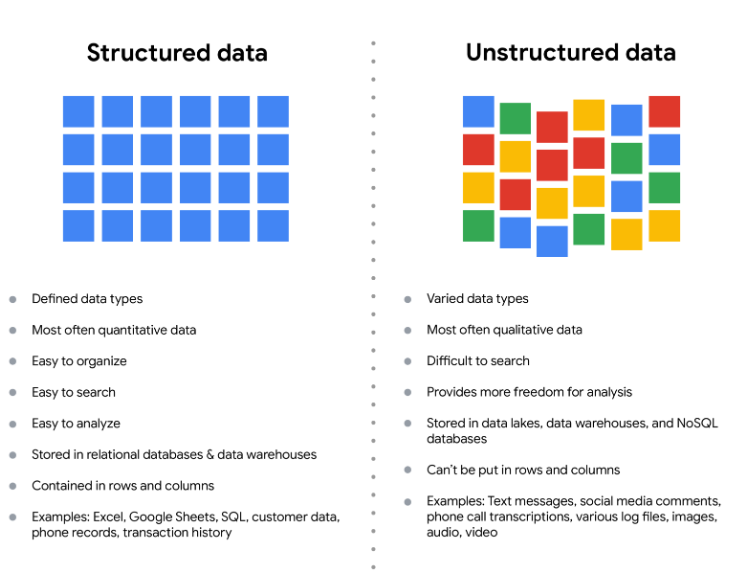 Structured data
Defined data types
Most often quantitative data
Easy to organize
Easy to search
Easy to analyze
Stored in relational databases & data warehouses
Contained in rows and columns
Examples: Excel, Google Sheets, SQL, customer data,
phone records, transaction history
Unstructured data
Varied data types
Most often qualitative data
Difficult to search
Provides more freedom for analysis
Stored in data lakes, data warehouses, and NoSQL
databases
Can't be put in rows and columns
Examples: Text messages, social media comments,
phone call transcriptions, various log files, images,
audio, video